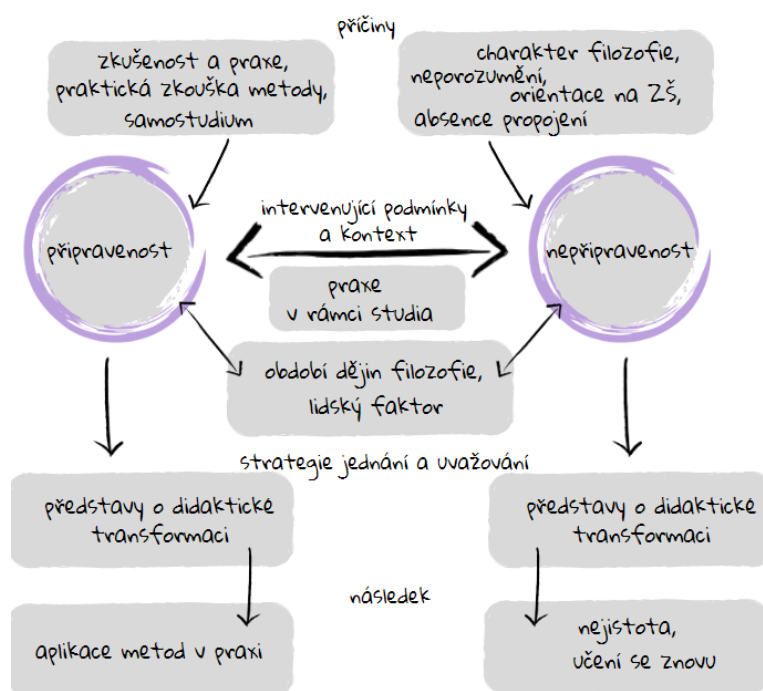 příčiny
zkušenost a praxe,
praktická zkouška metody,
samostudium
charakter filozofie,
neporozumění,
orientace na ZŠ,
absence propojení
připravenost
intervenující podmínky
a kontext
nepřipravenost
praxe
v rámci studia
období dějin filozofie,
lidský faktor
strategie jednání a uvažování
představy o didaktické
transformaci
představy o didaktické
transformaci
následek
aplikace metod v praxi
nejistota,
učení se znovu